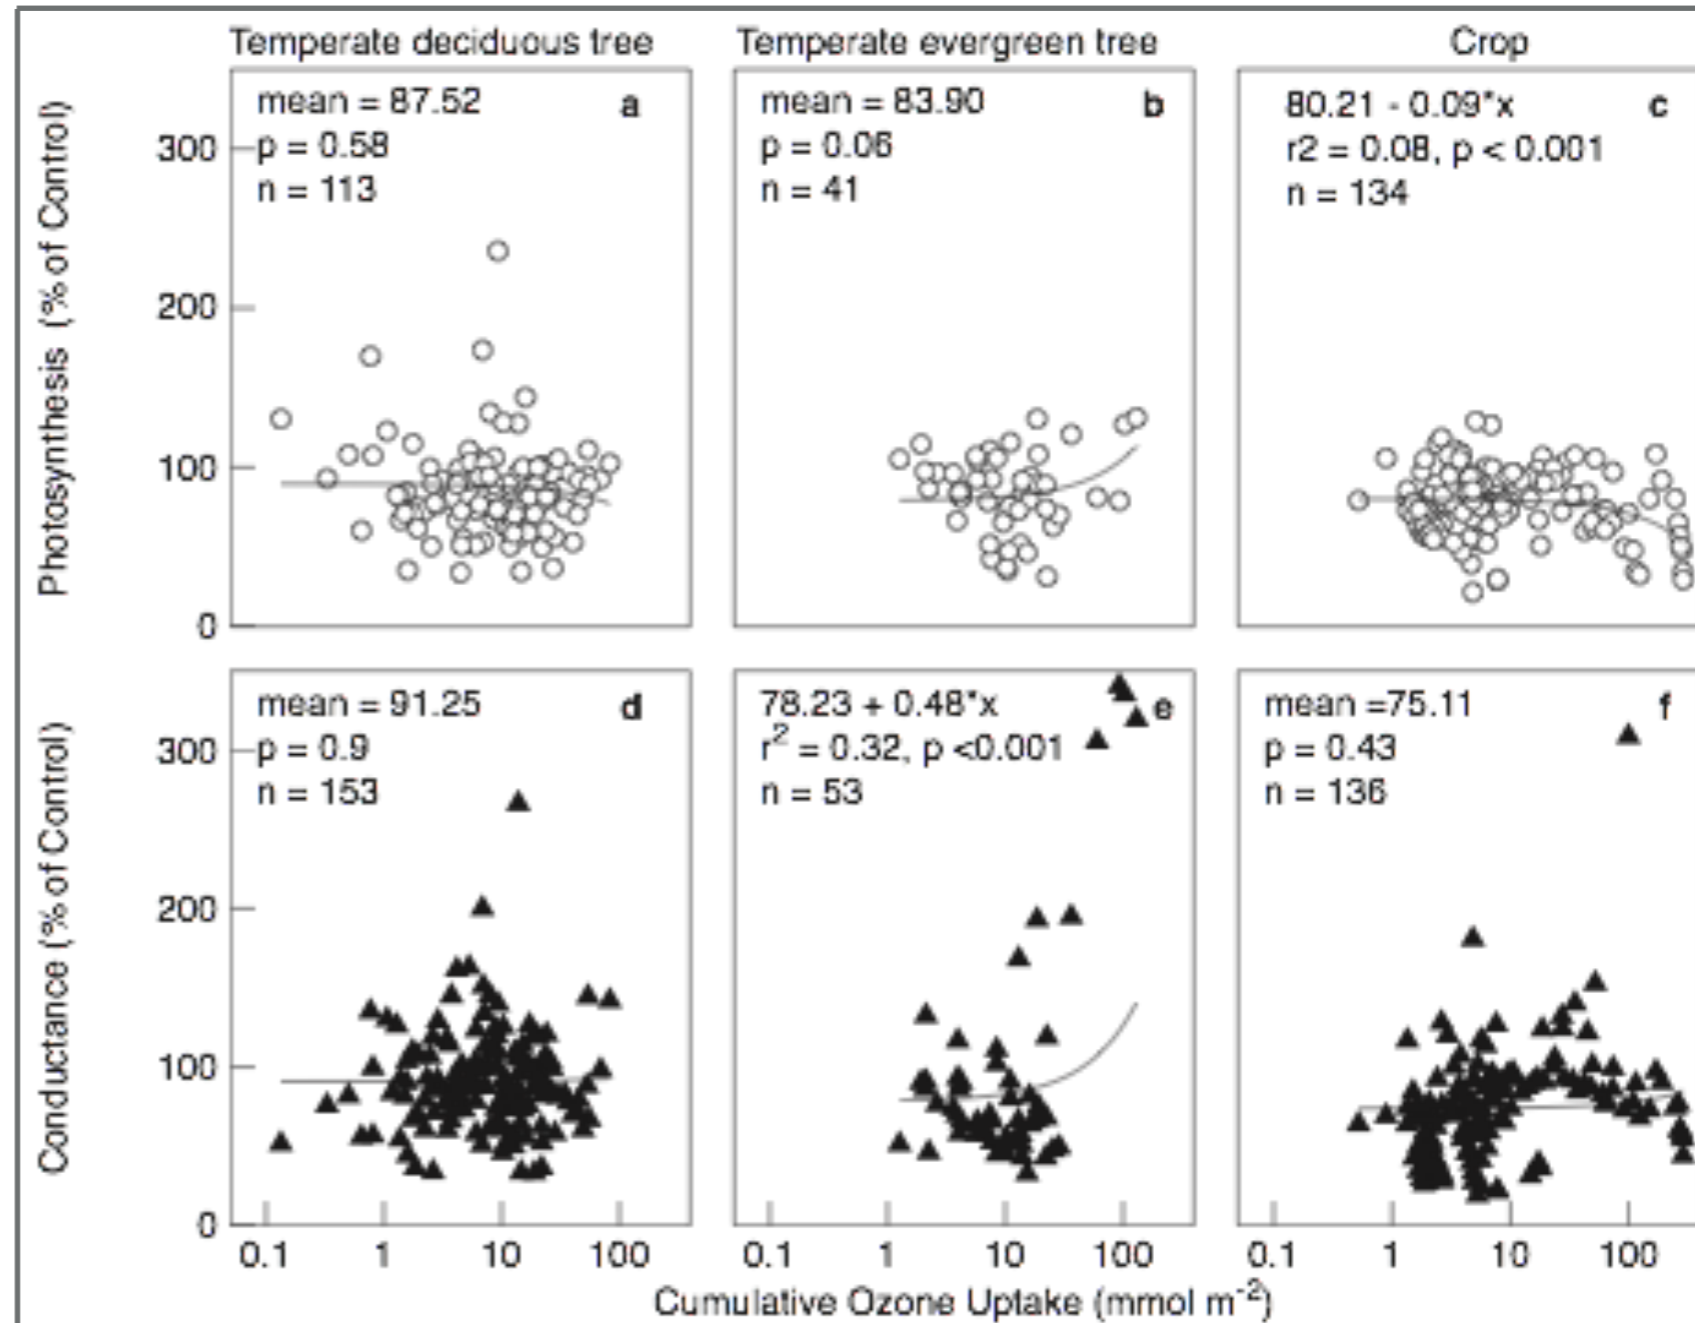 Temperate deciduous tree
Temperate evergreen tree
Crop
Photosynthesis (% of Control)
300
200
100
0
mean = 87.52
a
p = 0.58
n = 113
mean = 83.90
b
p = 0.06
n = 41
80.21 - 0.09*x
c
r2 = 0.08, p < 0.001
n = 134
Conductance (% of Control)
300
200
100
0
mean = 91.25
d
p = 0.9
n = 153
78.23 + 0.48*x
e
r² = 0.32, p <0.001
n = 53
mean =75.11
f
p = 0.43
n = 136
0.1 1 10 100
0.1 1 10 100
0.1 1 10 100
Cumulative Ozone Uptake (mmol m⁻²)